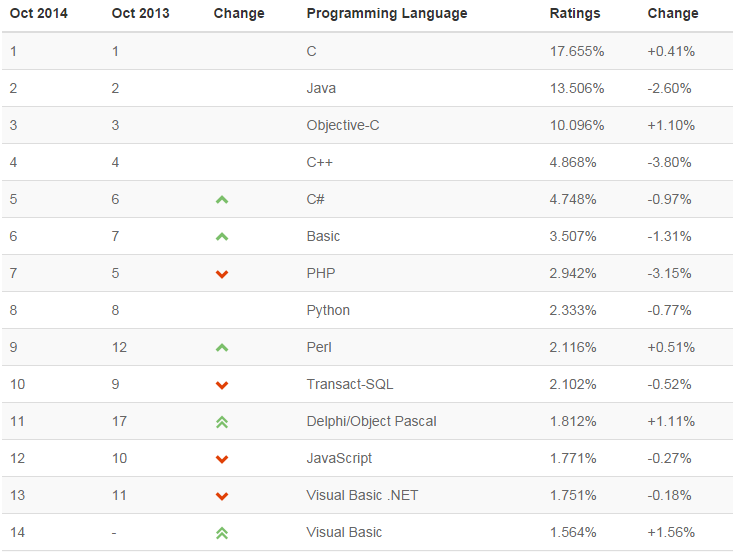 Oct 2014 Oct 2013 Change Programming Language Ratings Change
1 1 C 17.655% +0.41%
2 2 Java 13.506% -2.60%
3 3 Objective-C 10.096% +1.10%
4 4 C++ 4.868% -3.80%
5 6 C# 4.748% -0.97%
6 7 Basic 3.507% -1.31%
7 5 PHP 2.942% -3.15%
8 8 Python 2.333% -0.77%
9 12 Perl 2.116% +0.51%
10 9 Transact-SQL 2.102% -0.52%
11 17 Delphi/Object Pascal 1.812% +1.11%
12 10 JavaScript 1.771% -0.27%
13 11 Visual Basic .NET 1.751% -0.18%
14 - Visual Basic 1.564% +1.56%